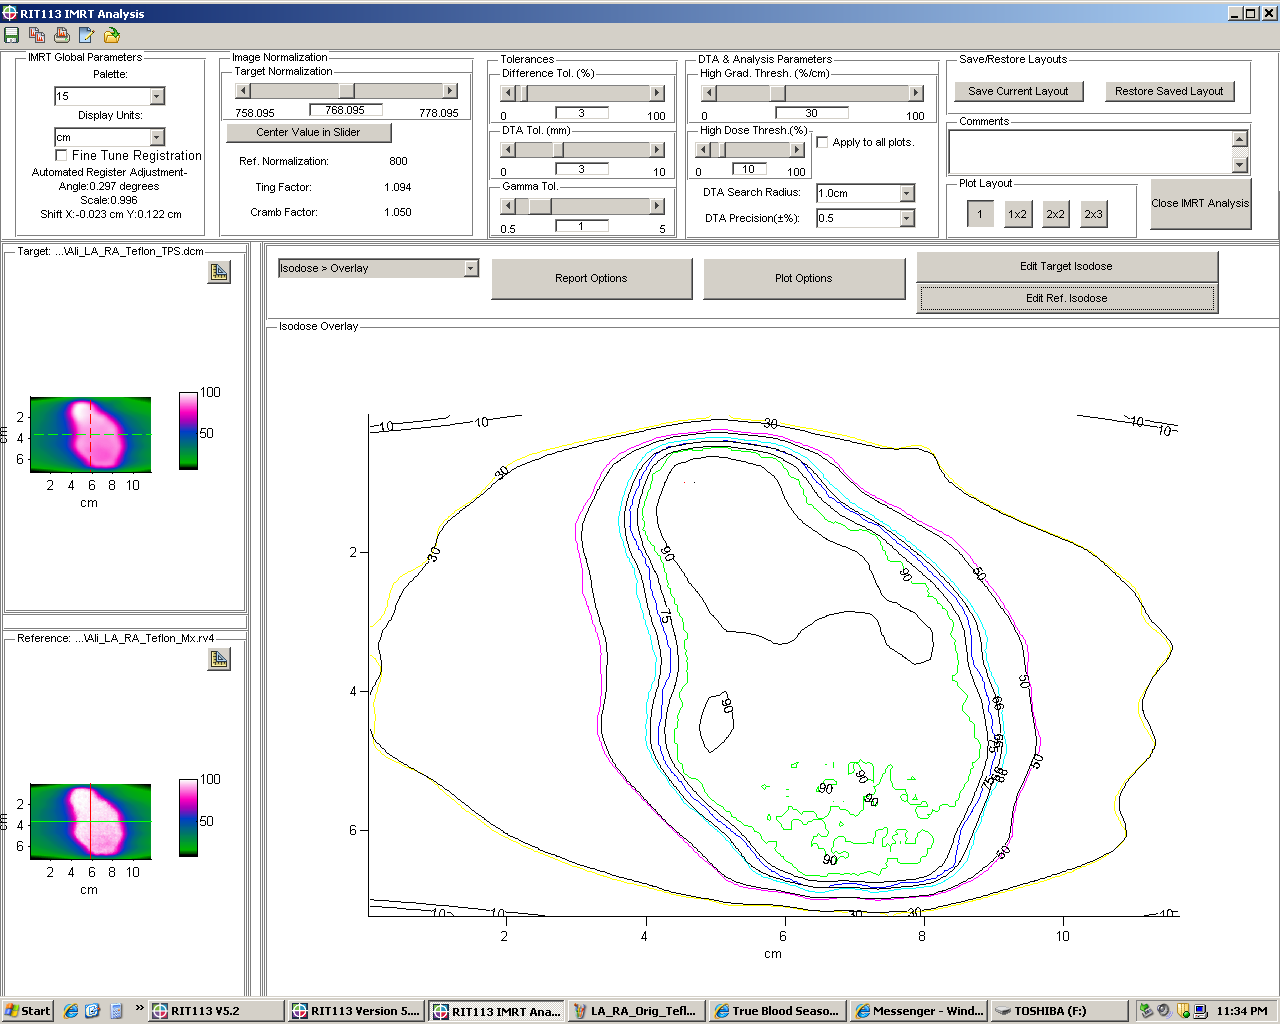 RIT113 IMRT Analysis
IMRT Global Parameters
Palette:
15
Display Units:
cm
Fine Tune Registration
Automated Register Adjustment-
Angle:0.297 degrees
Scale:0.996
Shift X:-0.023 cm Y:0.122 cm
Image Normalization
Target Normalization
758.095 768.095 778.095
Center Value in Slider
Ref. Normalization: 800
Ting Factor: 1.094
Cramb Factor: 1.050
Tolerances
Difference Tol. (%)
0 3 100
DTA Tol. (mm)
0 3 10
Gamma Tol.
0.5 1 5
DTA & Analysis Parameters
High Grad. Thresh. (%/cm)
0 30 100
High Dose Thresh.(%)
0 10 100
Apply to all plots.
DTA Search Radius: 1.0cm
DTA Precision(±%): 0.5
Save/Restore Layouts
Save Current Layout Restore Saved Layout
Comments
Plot Layout
1 1x2 2x2 2x3
Close IMRT Analysis
Target: ...\Ali_LA_RA_Teflon_TPS.dcm
100
50
2
4
6
cm
2 4 6 8 10
cm
Reference: ...\Ali_LA_RA_Teflon_Mx.rv4
100
50
2
4
6
cm
2 4 6 8 10
cm
Isodose > Overlay
Report Options
Plot Options
Edit Target Isodose
Edit Ref. Isodose
Isodose Overlay
10 10 30 10 10
30
30
90 90 50
75
2
4
6
90
50
66
75
50
66
75
90
90
90
50
90
10 10 30 30 10
2 4 6 8 10
cm
Start
»
RIT113 V5.2
RIT113 Version 5....
RIT113 IMRT Ana...
LA_RA_Orig_Tefl...
True Blood Seaso...
Messenger - Wind...
TOSHIBA (F:)
11:34 PM